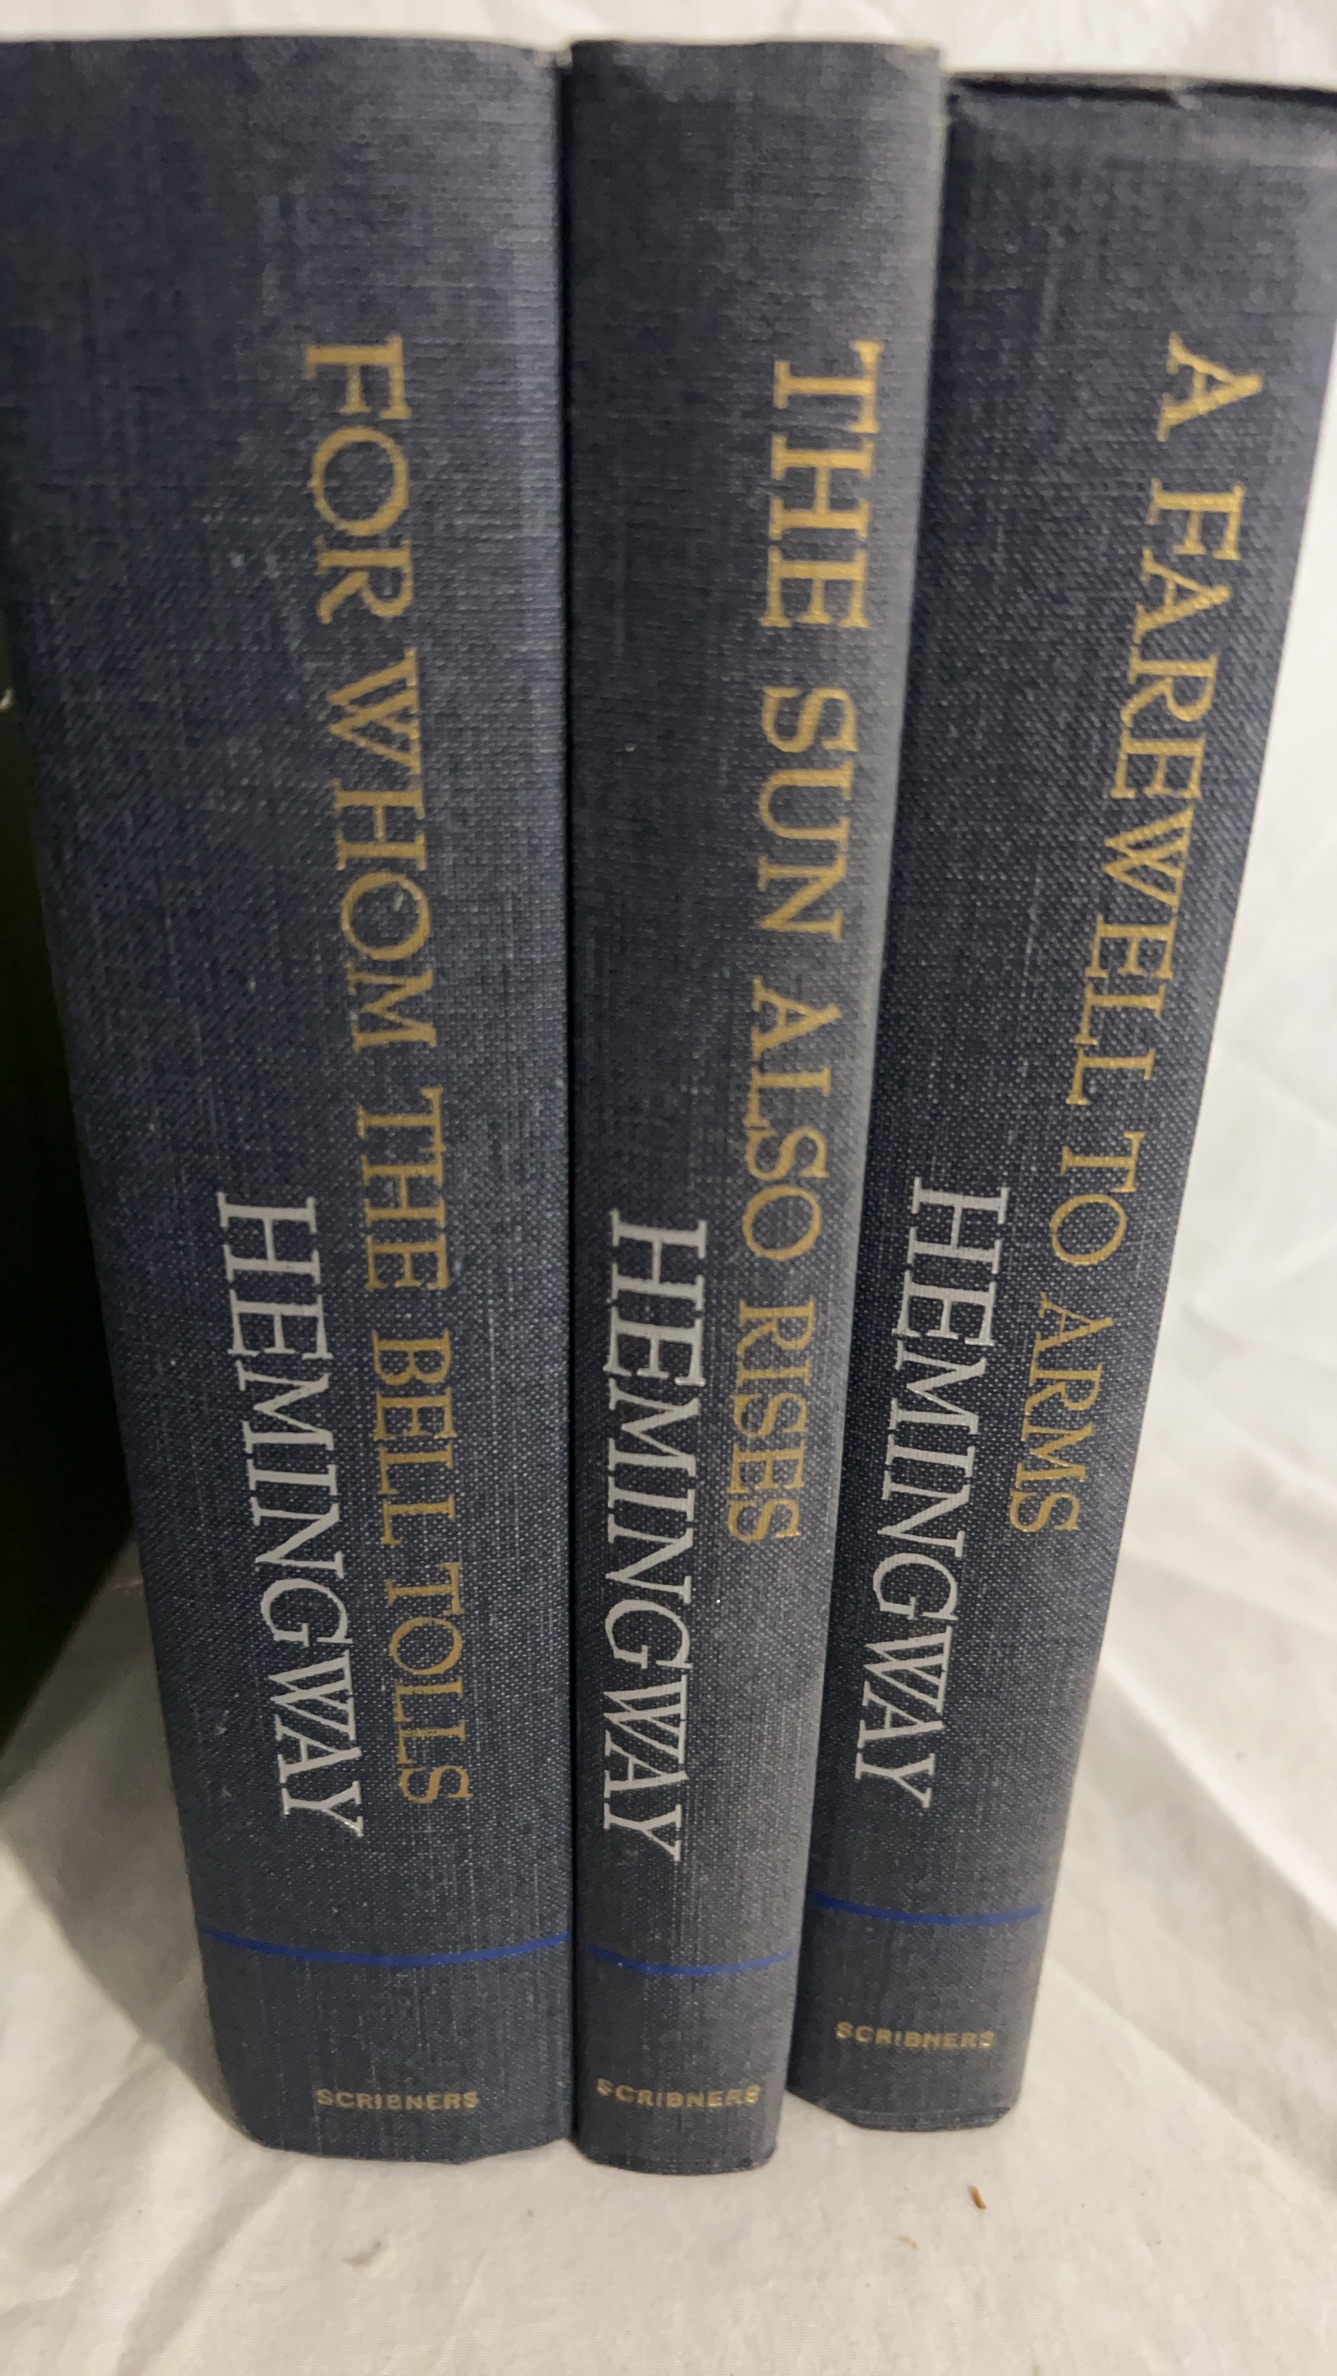 FOR WHOM THE BELL TOLLS
HEMINGWAY
SCRIBNERS
THE SUN ALSO RISES
HEMINGWAY
SCRIBNERS
A FAREWELL TO ARMS
HEMINGWAY
SCRIBNERS